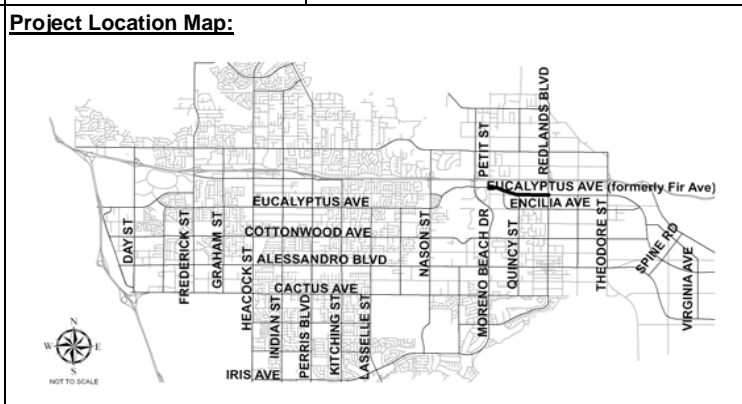 Project Location Map:
PETIT ST
REDLANDS BLVD
EUCALYPTUS AVE (formerly Fir Ave)
EUCALYPTUS AVE
ENCILIA AVE
DAY ST
FREDERICK ST
GRAHAM ST
COTTONWOOD AVE
NASON ST
MORENO BEACH DR
QUINCY ST
THEODORE ST
SPINE RD
VIRGINIA AVE
ALESSANDRO BLVD
HEACOCK ST
CACTUS AVE
INDIAN ST
PERRIS BLVD
KITCHING ST
LASSELLE ST
IRIS AVE
N
W
E
S
NOT TO SCALE